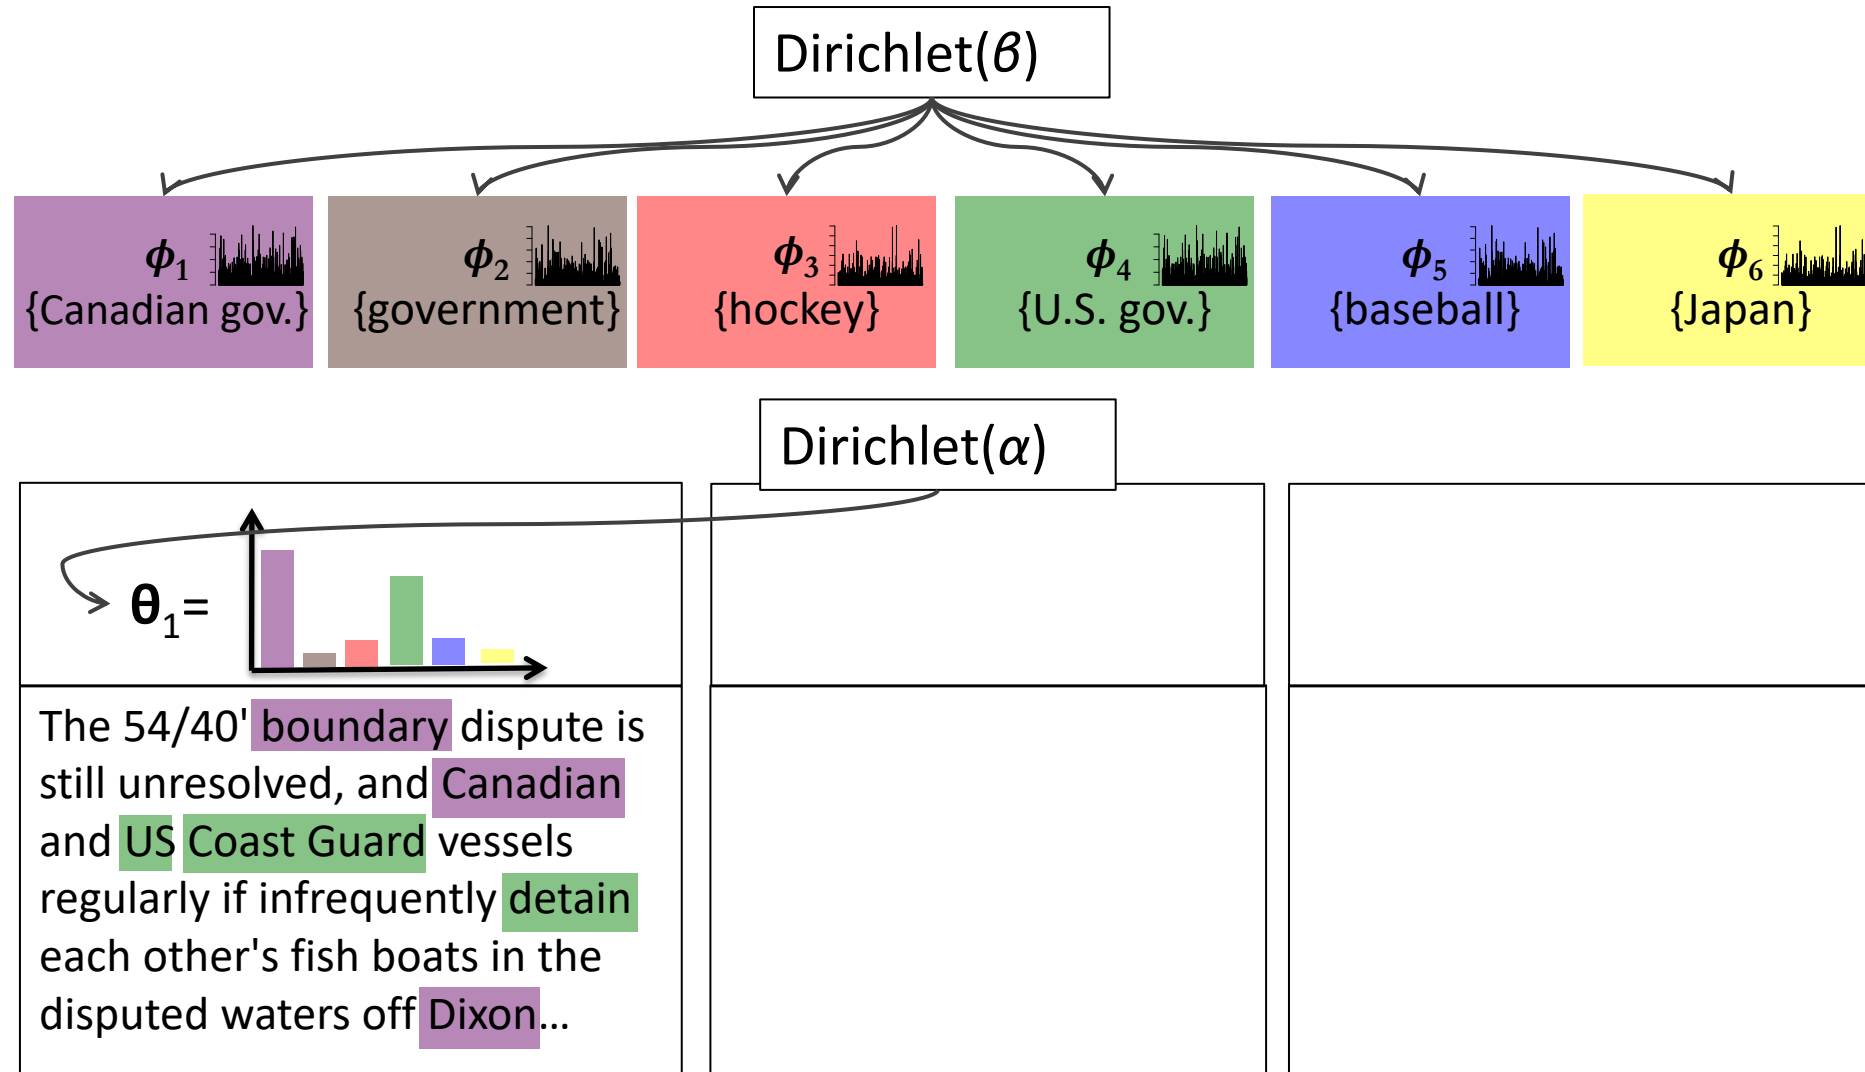 Dirichlet(β)
ϕ1
{Canadian gov.}
ϕ2
{government}
ϕ3
{hockey}
ϕ4
{U.S. gov.}
ϕ5
{baseball}
ϕ6
{Japan}
Dirichlet(α)
θ1=
The 54/40' boundary dispute is
still unresolved, and Canadian
and US Coast Guard vessels
regularly if infrequently detain
each other's fish boats in the
disputed waters off Dixon…